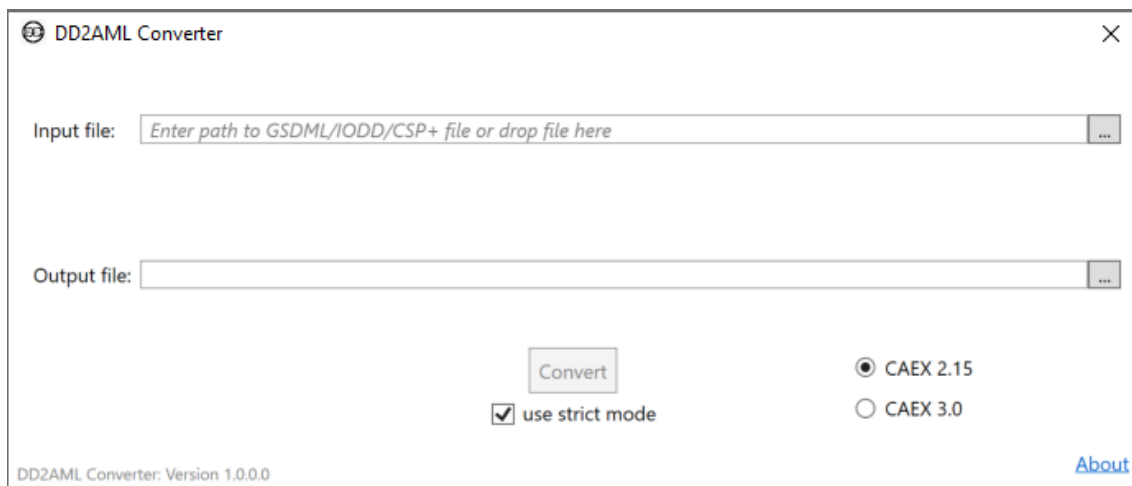 DD2AML Converter
Input file: Enter path to GSDML/IODD/CSP+ file or drop file here ...
Output file: ...
Convert
CAEX 2.15
use strict mode
CAEX 3.0
About
DD2AML Converter: Version 1.0.0.0